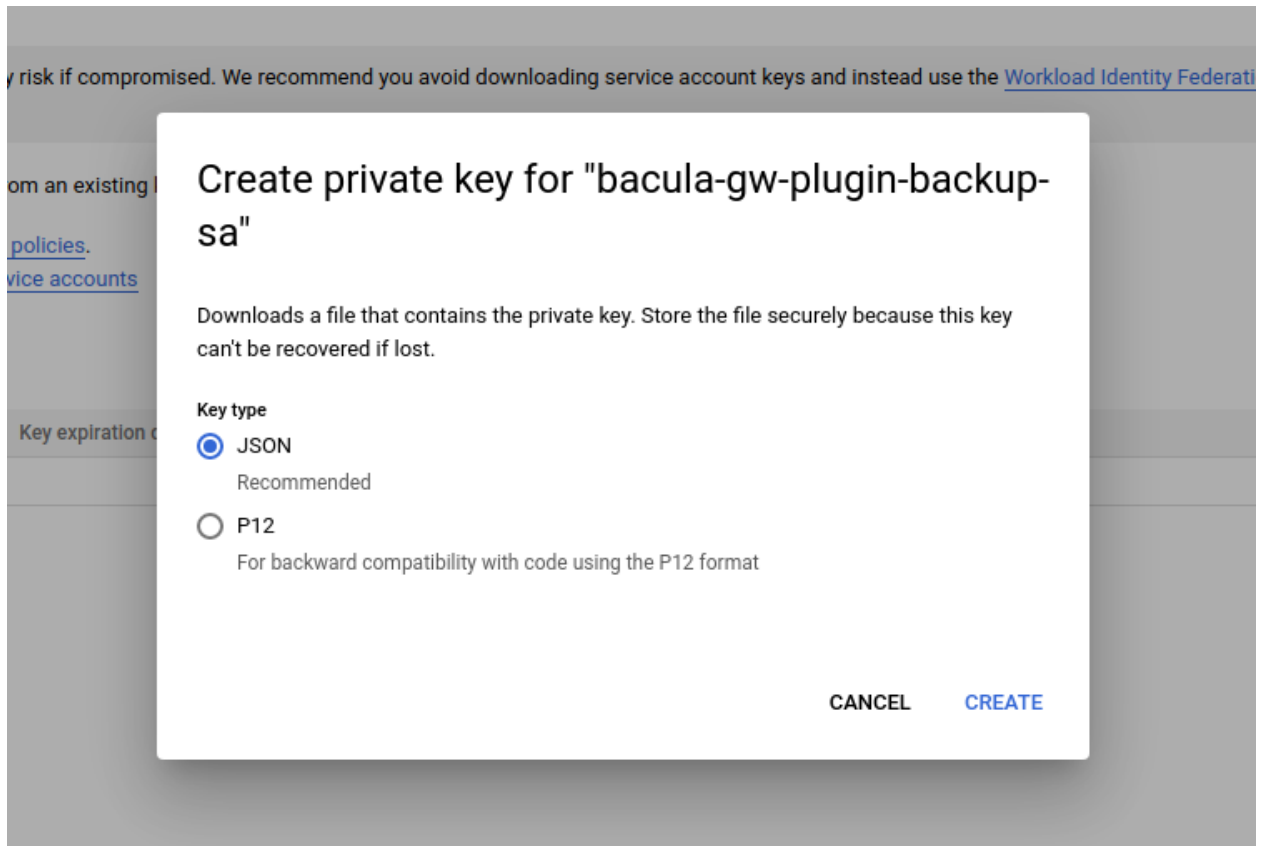 y risk if compromised. We recommend you avoid downloading service account keys and instead use the Workload Identity Federati
om an existing
policies.
vice accounts
Create private key for "bacula-gw-plugin-backup-
sa"
Downloads a file that contains the private key. Store the file securely because this key
can't be recovered if lost.
Key type
Key expiration
JSON
Recommended
P12
For backward compatibility with code using the P12 format
CANCEL CREATE